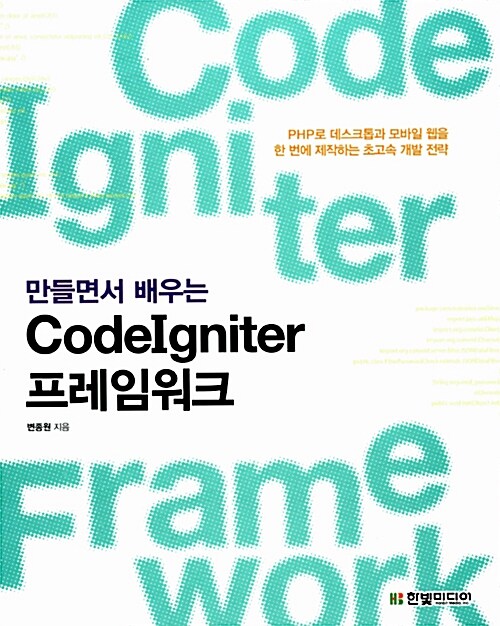 Code
Igniter
PHP로 데스크톱과 모바일 웹을
한 번에 제작하는 초고속 개발 전략
만들면서 배우는
CodeIgniter
프레임워크
변종원 지음
Frame
work
한빛미디어